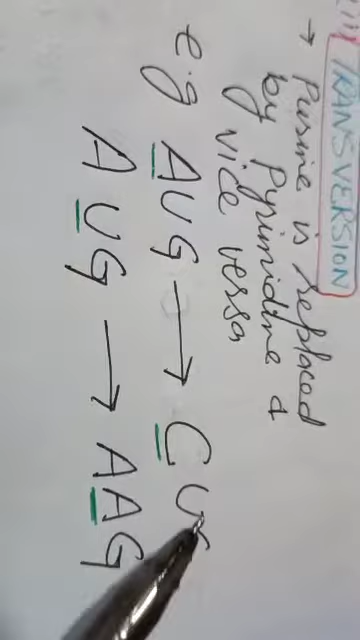 TRANSVERSION
→ Purine is replaced
by Pyrimidine &
vice versa
e.g AUG → CUG
AUG → AAG